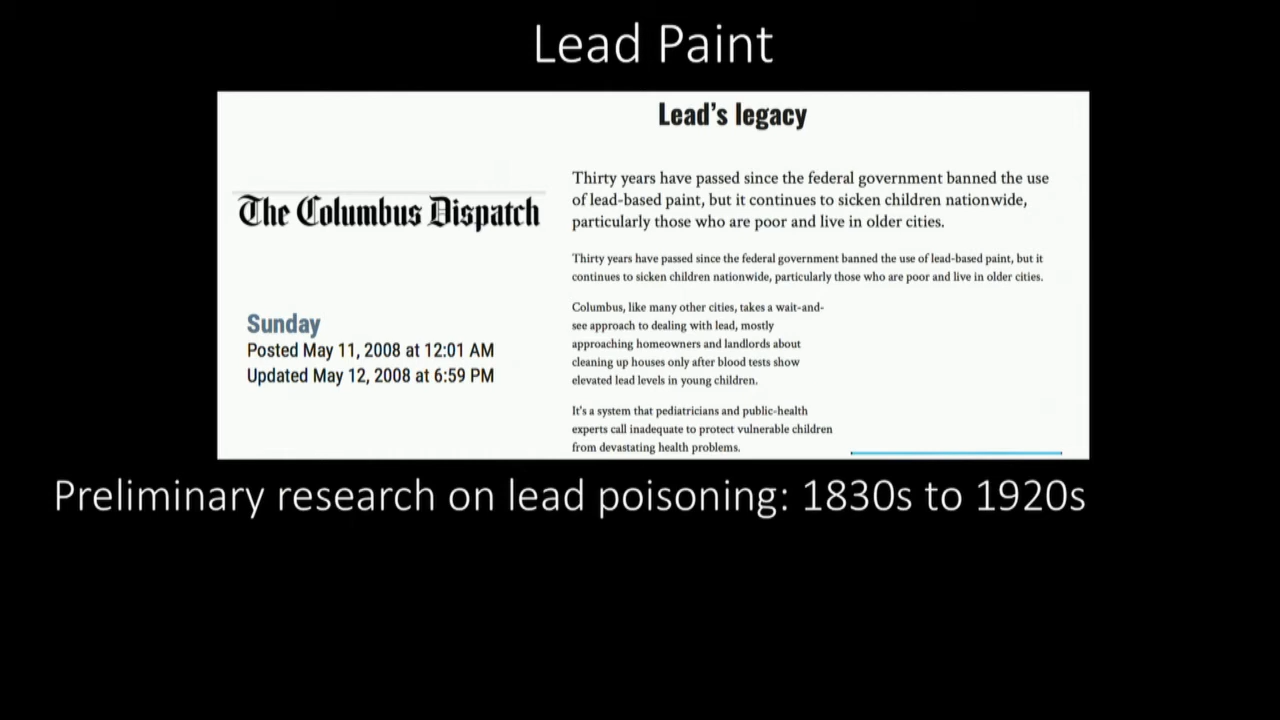 Lead Paint
Lead's legacy
The Columbus Dispatch
Sunday
Posted May 11, 2008 at 12:01 AM
Updated May 12, 2008 at 6:59 PM
Thirty years have passed since the federal government banned the use
of lead-based paint, but it continues to sicken children nationwide,
particularly those who are poor and live in older cities.
Thirty years have passed since the federal government banned the use of lead-based paint, but it
continues to sicken children nationwide, particularly those who are poor and live in older cities.
Columbus, like many other cities, takes a wait-and-
see approach to dealing with lead, mostly
approaching homeowners and landlords about
cleaning up houses only after blood tests show
elevated lead levels in young children.
It's a system that pediatricians and public-health
experts call inadequate to protect vulnerable children
from devastating health problems.
Preliminary research on lead poisoning: 1830s to 1920s